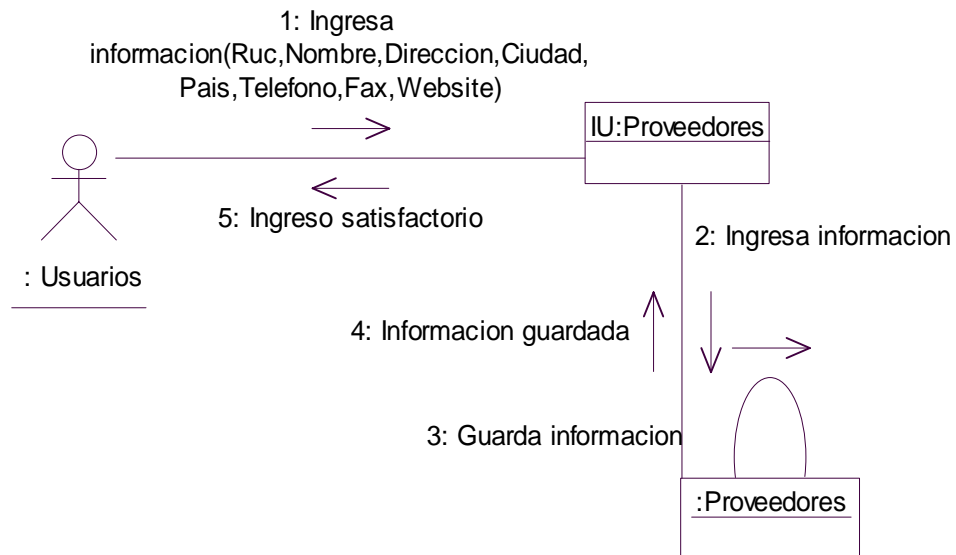 1: Ingresa
informacion(Ruc,Nombre,Direccion,Ciudad,
Pais,Telefono,Fax,Website)
IU:Proveedores
5: Ingreso satisfactorio
2: Ingresa informacion
: Usuarios
4: Informacion guardada
3: Guarda informacion
:Proveedores